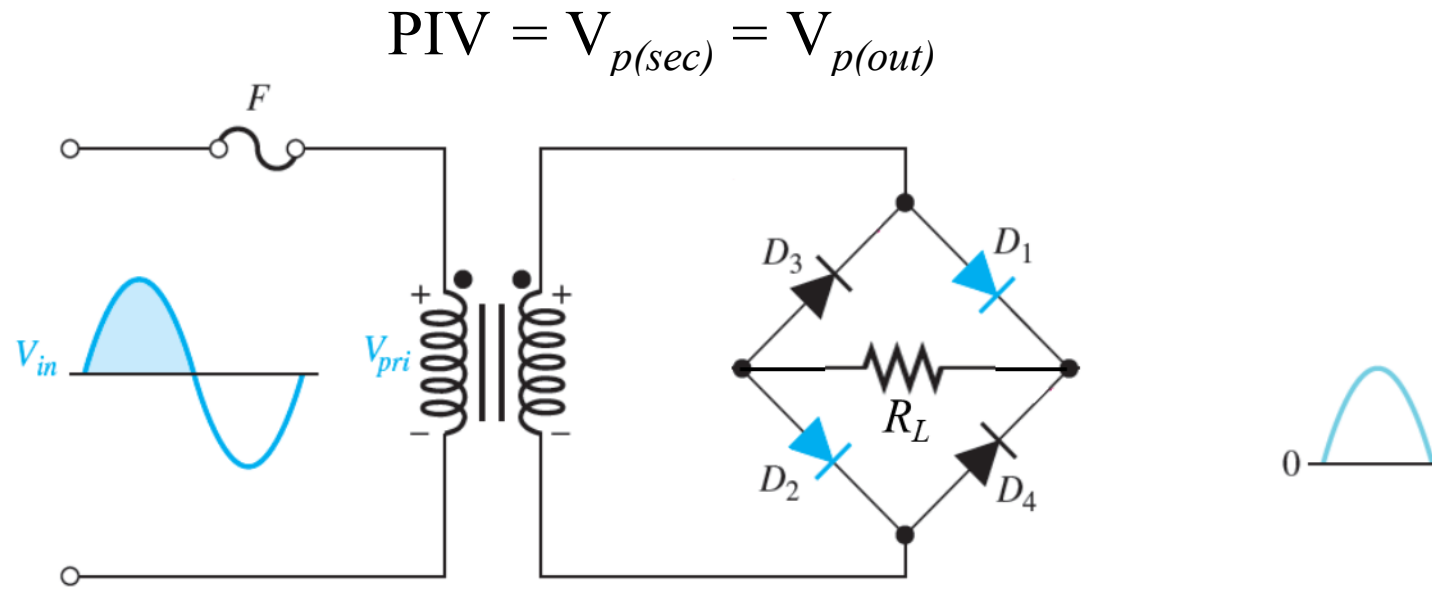 PIV = Vp(sec) = Vp(out)
F
D3
D1
+
+
Vin
Vpri
RL
−
−
D2
D4
0